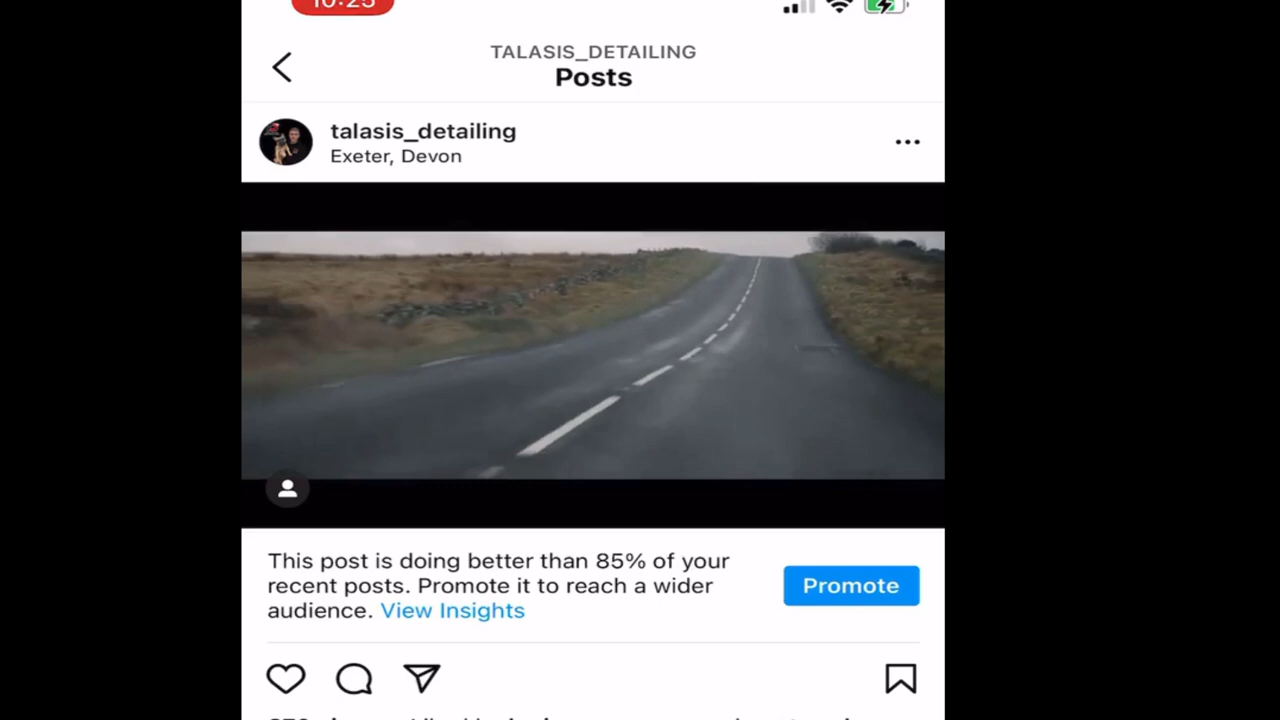 10:25
TALASIS_DETAILING
Posts
talasis_detailing
Exeter, Devon
This post is doing better than 85% of your
recent posts. Promote it to reach a wider
audience. View Insights
Promote